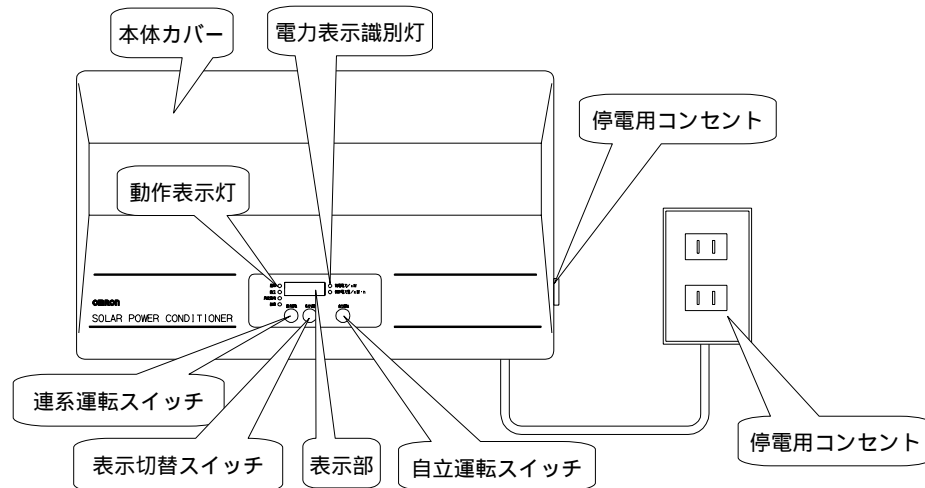 本体カバー
電力表示識別灯
停電用コンセント
動作表示灯
omron
SOLAR POWER CONDITIONER
連系運転スイッチ
表示切替スイッチ
表示部
自立運転スイッチ
停電用コンセント